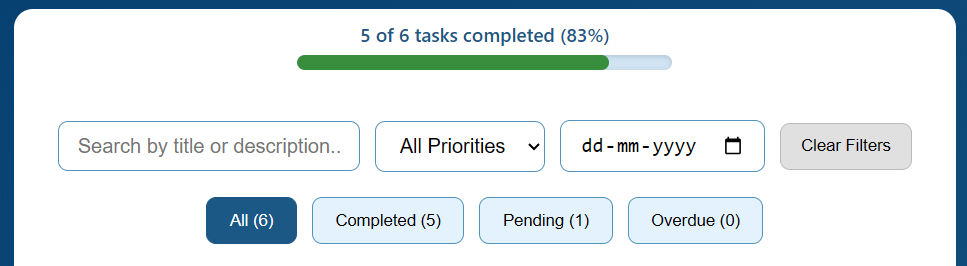 5 of 6 tasks completed (83%)
Search by title or description.. All Priorities dd-mm-yyyy Clear Filters
All (6) Completed (5) Pending (1) Overdue (0)